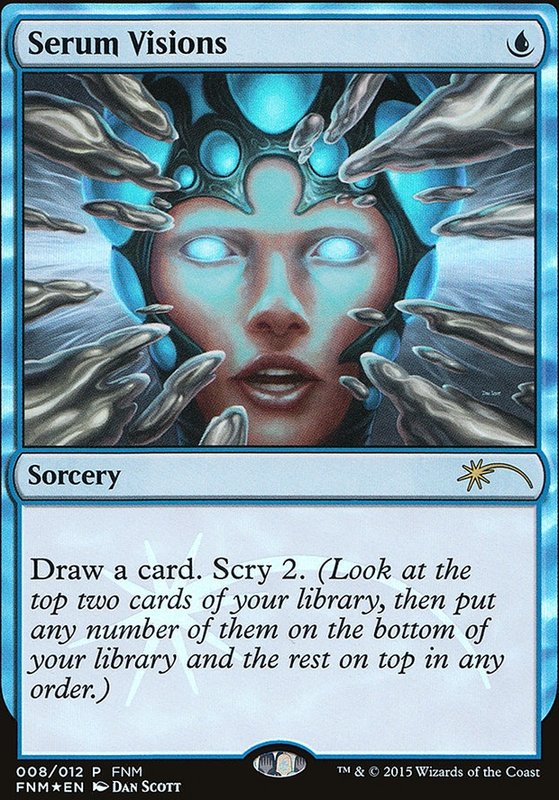 Serum Visions
Sorcery
Draw a card. Scry 2. (Look at the
top two cards of your library, then put
any number of them on the bottom of
your library and the rest on top in any
order.)
008/012 P FNM
FNM★EN Dan Scott
™ & © 2015 Wizards of the Coast